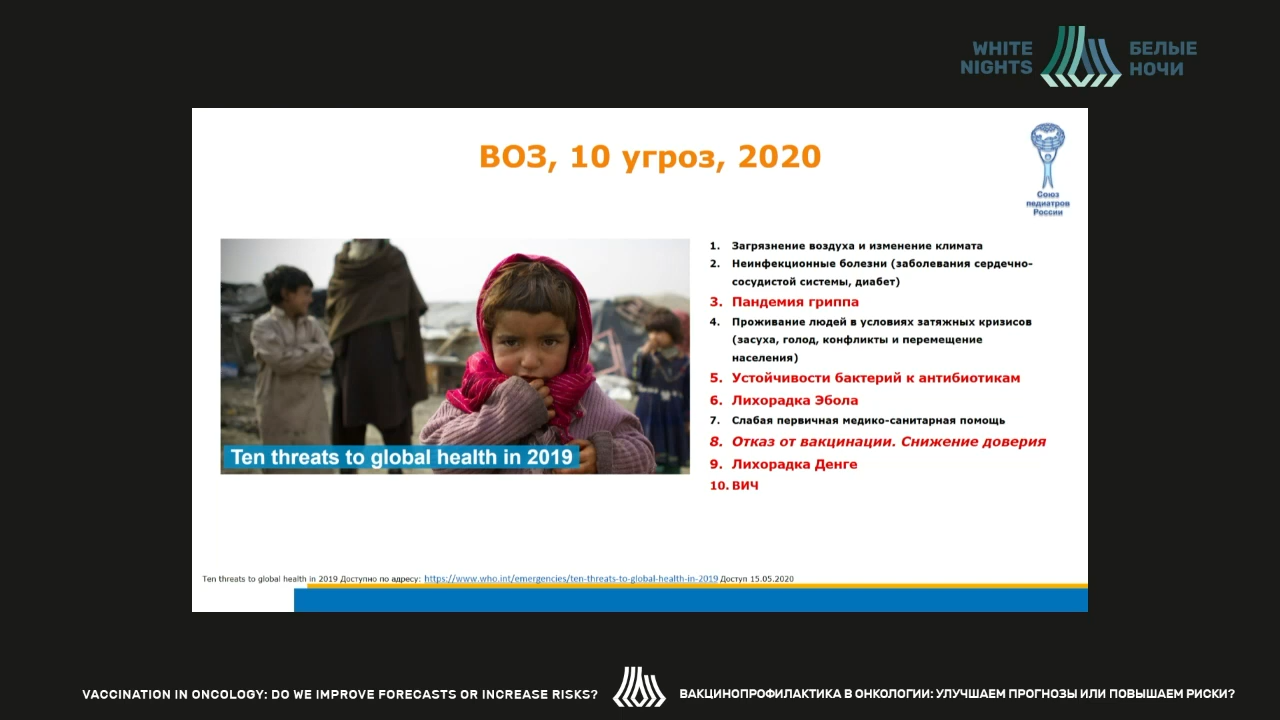 WHITE
NIGHTS
БЕЛЫЕ
НОЧИ
ВОЗ, 10 угроз, 2020
Союз
педиатров
России
1. Загрязнение воздуха и изменение климата
2. Неинфекционные болезни (заболевания сердечно-
сосудистой системы, диабет)
3. Пандемия гриппа
4. Проживание людей в условиях затяжных кризисов
(засуха, голод, конфликты и перемещение
населения)
5. Устойчивости бактерий к антибиотикам
6. Лихорадка Эбола
7. Слабая первичная медико-санитарная помощь
8. Отказ от вакцинации. Снижение доверия
9. Лихорадка Денге
10. ВИЧ
Ten threats to global health in 2019
Ten threats to global health in 2019 Доступно по адресу: https://www.who.int/emergencies/ten-threats-to-global-health-in-2019 Доступ 15.05.2020
VACCINATION IN ONCOLOGY: DO WE IMPROVE FORECASTS OR INCREASE RISKS?
ВАКЦИНОПРОФИЛАКТИКА В ОНКОЛОГИИ: УЛУЧШАЕМ ПРОГНОЗЫ ИЛИ ПОВЫШАЕМ РИСКИ?